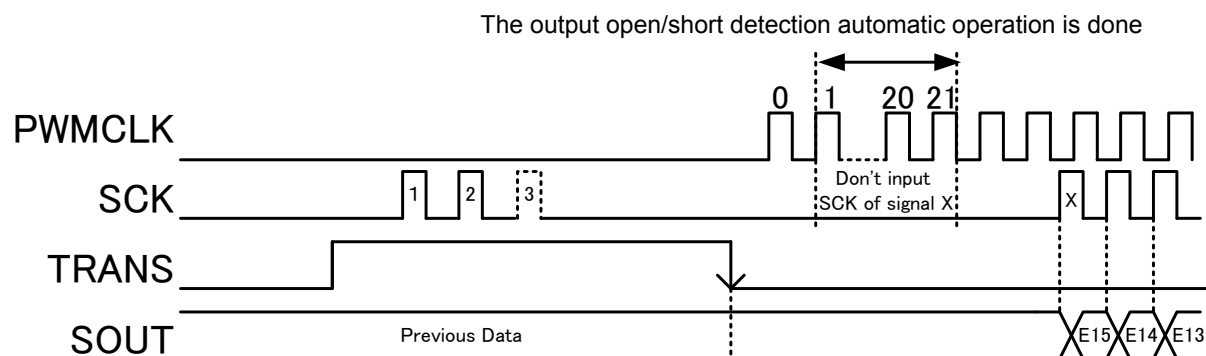 The output open/short detection automatic operation is done
0 1 20 21
PWMCLK
Don't input
SCK of signal X
SCK
1 2 3 X
TRANS
SOUT
Previous Data
E15 E14 E13